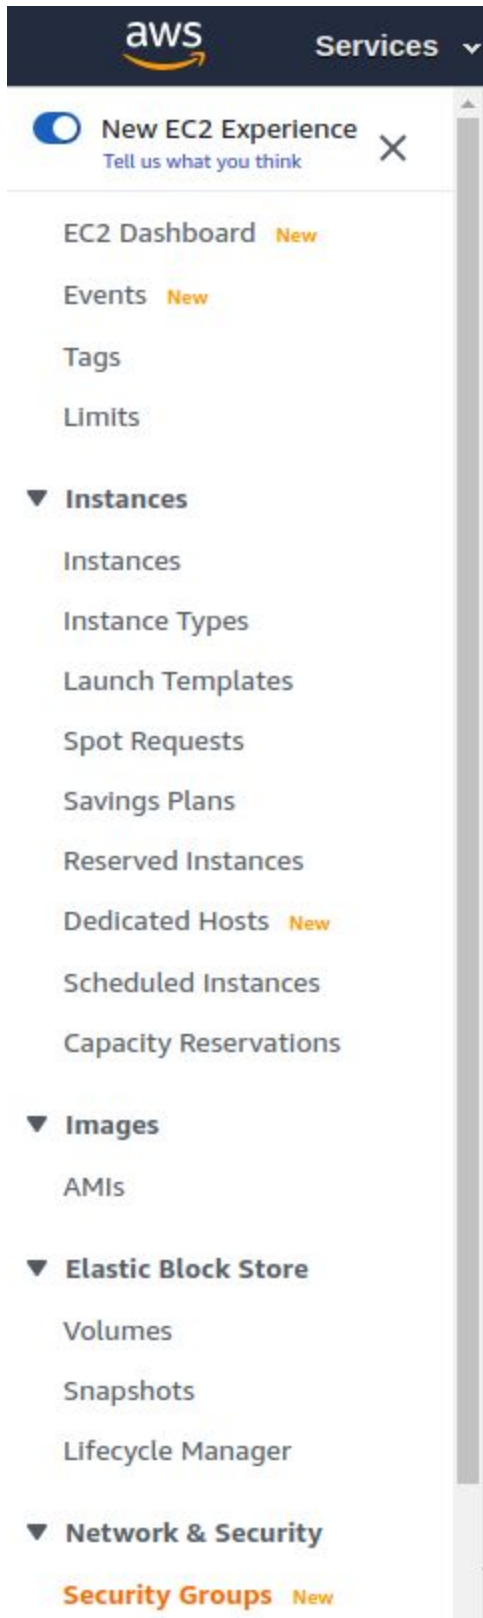 aws Services
New EC2 Experience
Tell us what you think
EC2 Dashboard New
Events New
Tags
Limits
Instances
Instances
Instance Types
Launch Templates
Spot Requests
Savings Plans
Reserved Instances
Dedicated Hosts New
Scheduled Instances
Capacity Reservations
Images
AMIs
Elastic Block Store
Volumes
Snapshots
Lifecycle Manager
Network & Security
Security Groups New